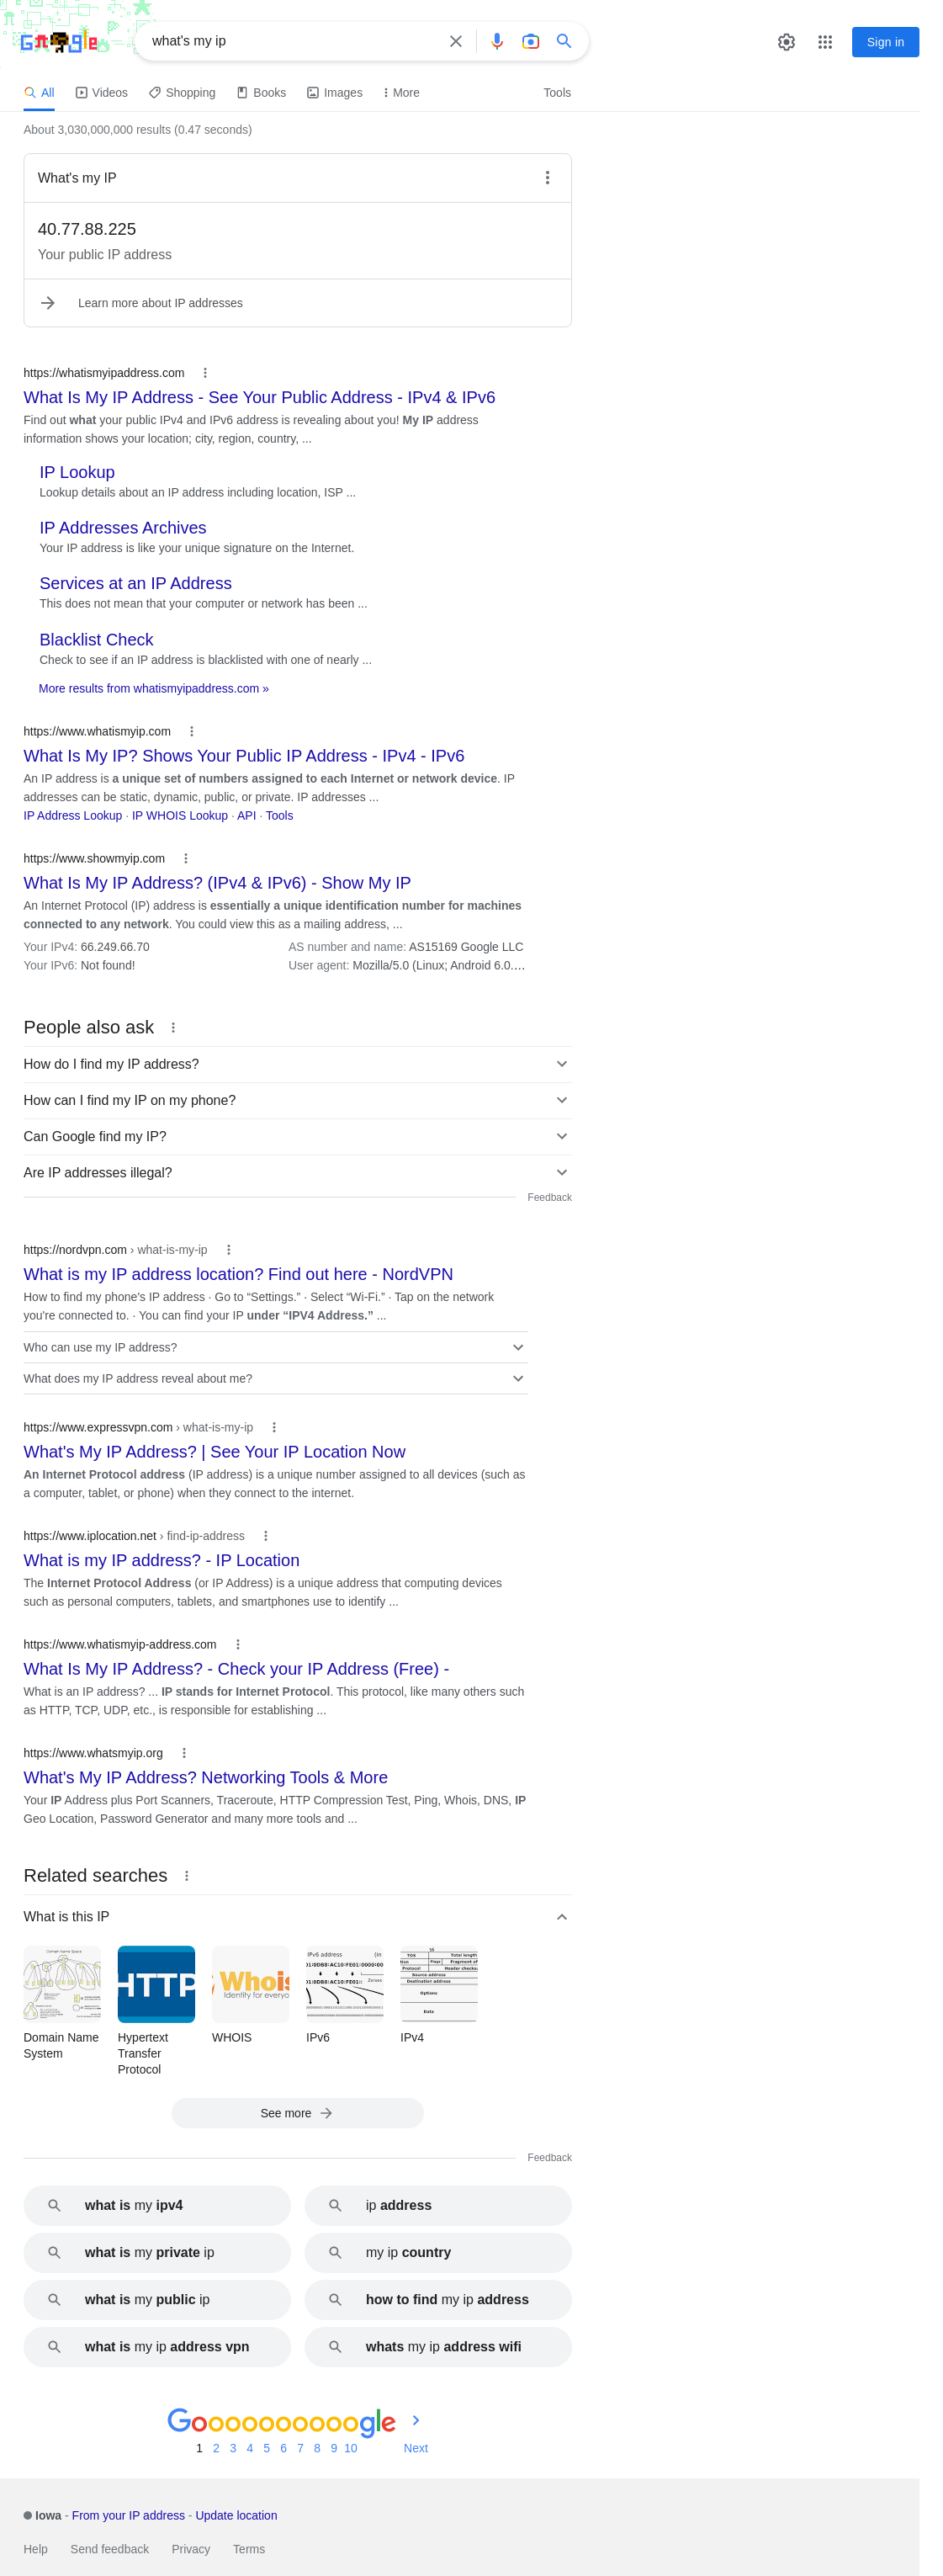 Google
what's my ip
Sign in
All
Videos
Shopping
Books
Images
More
Tools
About 3,030,000,000 results (0.47 seconds)
What's my IP
40.77.88.225
Your public IP address
Learn more about IP addresses
https://whatismyipaddress.com
What Is My IP Address - See Your Public Address - IPv4 & IPv6
Find out what your public IPv4 and IPv6 address is revealing about you! My IP address
information shows your location; city, region, country, ...
IP Lookup
Lookup details about an IP address including location, ISP ...
IP Addresses Archives
Your IP address is like your unique signature on the Internet.
Services at an IP Address
This does not mean that your computer or network has been ...
Blacklist Check
Check to see if an IP address is blacklisted with one of nearly ...
More results from whatismyipaddress.com »
https://www.whatismyip.com
What Is My IP? Shows Your Public IP Address - IPv4 - IPv6
An IP address is a unique set of numbers assigned to each Internet or network device. IP
addresses can be static, dynamic, public, or private. IP addresses ...
IP Address Lookup · IP WHOIS Lookup · API · Tools
https://www.showmyip.com
What Is My IP Address? (IPv4 & IPv6) - Show My IP
An Internet Protocol (IP) address is essentially a unique identification number for machines
connected to any network. You could view this as a mailing address, ...
Your IPv4: 66.249.66.70
AS number and name: AS15169 Google LLC
Your IPv6: Not found!
User agent: Mozilla/5.0 (Linux; Android 6.0....
People also ask
How do I find my IP address?
How can I find my IP on my phone?
Can Google find my IP?
Are IP addresses illegal?
Feedback
https://nordvpn.com › what-is-my-ip
What is my IP address location? Find out here - NordVPN
How to find my phone's IP address · Go to “Settings.” · Select “Wi-Fi.” · Tap on the network
you're connected to. · You can find your IP under “IPV4 Address.” ...
Who can use my IP address?
What does my IP address reveal about me?
https://www.expressvpn.com › what-is-my-ip
What's My IP Address? | See Your IP Location Now
An Internet Protocol address (IP address) is a unique number assigned to all devices (such as
a computer, tablet, or phone) when they connect to the internet.
https://www.iplocation.net › find-ip-address
What is my IP address? - IP Location
The Internet Protocol Address (or IP Address) is a unique address that computing devices
such as personal computers, tablets, and smartphones use to identify ...
https://www.whatismyip-address.com
What Is My IP Address? - Check your IP Address (Free) -
What is an IP address? ... IP stands for Internet Protocol. This protocol, like many others such
as HTTP, TCP, UDP, etc., is responsible for establishing ...
https://www.whatsmyip.org
What's My IP Address? Networking Tools & More
Your IP Address plus Port Scanners, Traceroute, HTTP Compression Test, Ping, Whois, DNS, IP
Geo Location, Password Generator and many more tools and ...
Related searches
What is this IP
Domain Name Space
HTTP
Whois
Identity for everyo
IPv6 address (in
Zeroes
TOS Total length
Flags Fragment of
Protocol Header checksu
Source address
Destination address
Options
Data
Domain Name
System
Hypertext
Transfer
Protocol
WHOIS
IPv6
IPv4
See more
Feedback
what is my ipv4
ip address
what is my private ip
my ip country
what is my public ip
how to find my ip address
what is my ip address vpn
whats my ip address wifi
Goooooooooogle
1 2 3 4 5 6 7 8 9 10 Next
Iowa - From your IP address - Update location
Help
Send feedback
Privacy
Terms